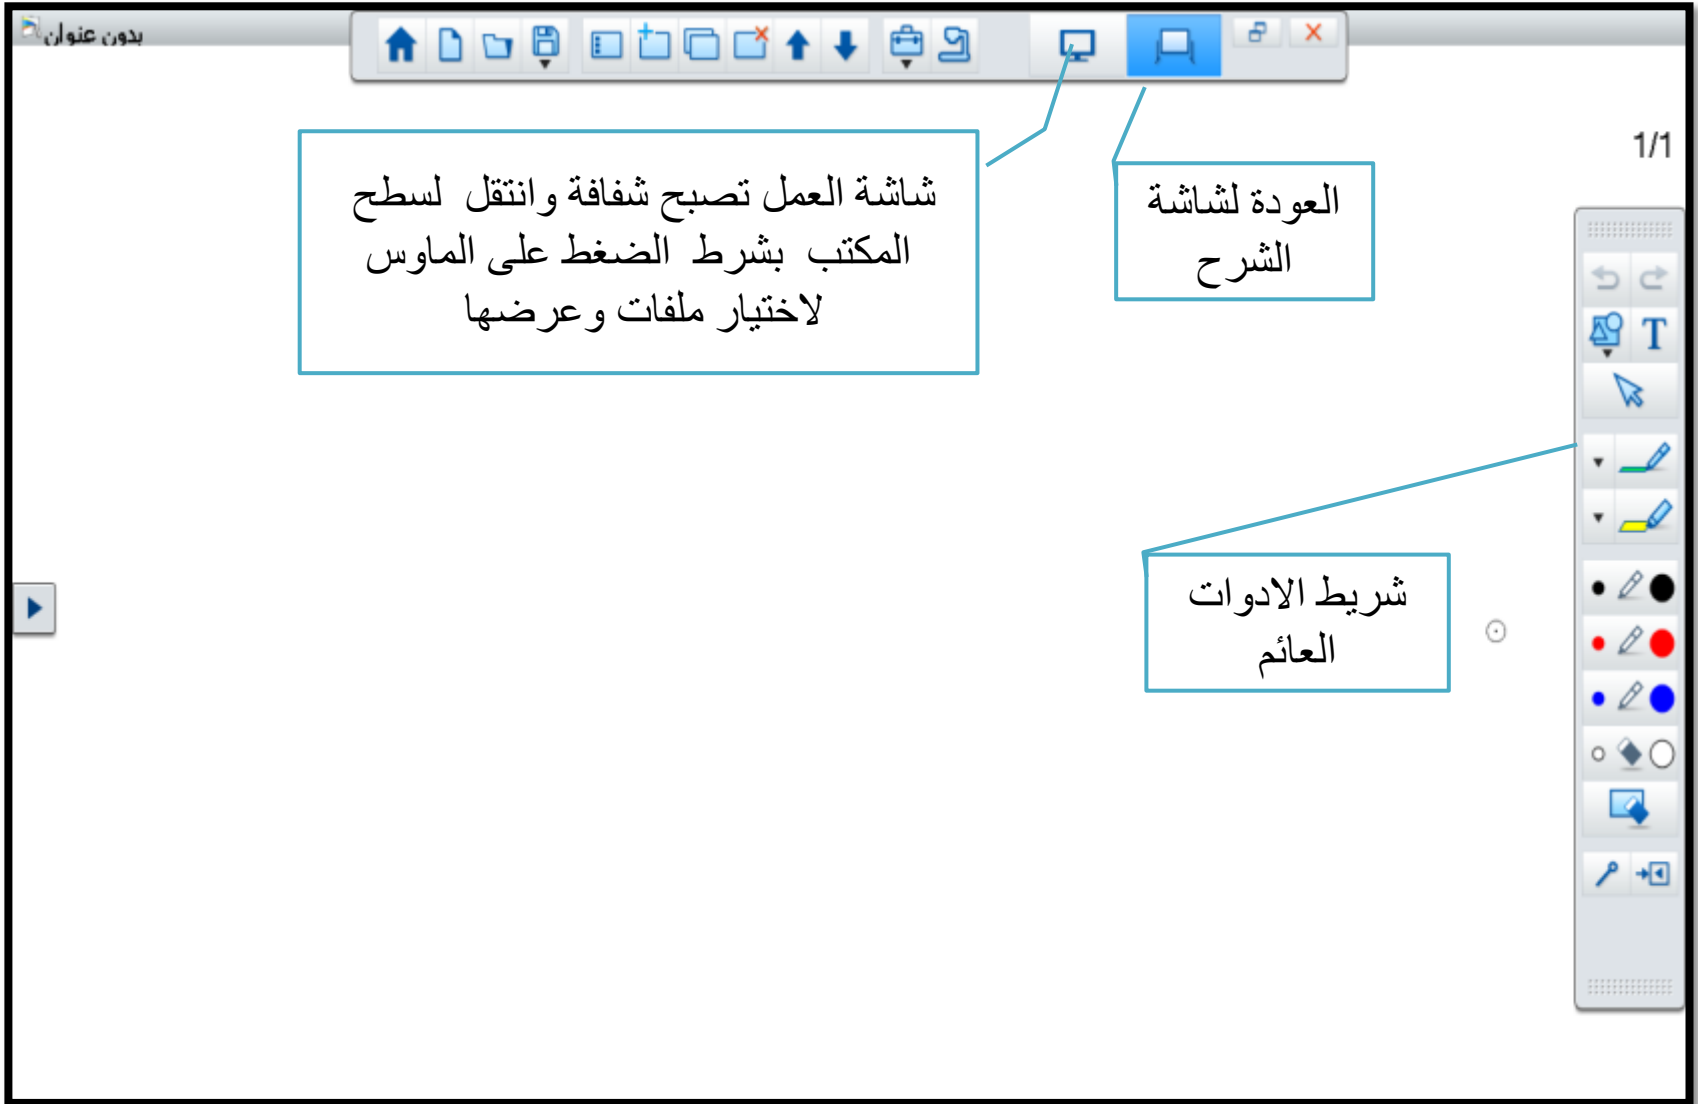 بدون عنوان
1/1
شاشة العمل تصبح شفافة وانتقل لسطح
المكتب بشرط الضغط على الماوس
لاختيار ملفات وعرضها
العودة لشاشة
الشرح
T
شريط الادوات
العائم